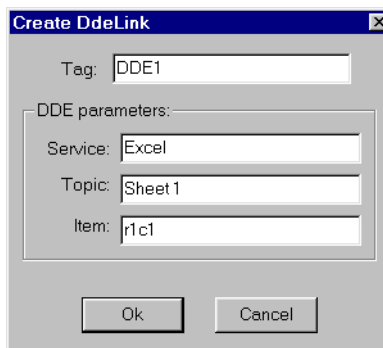 Create DdeLink
Tag: DDE1
DDE parameters:
Service: Excel
Topic: Sheet1
Item: r1c1
Ok Cancel